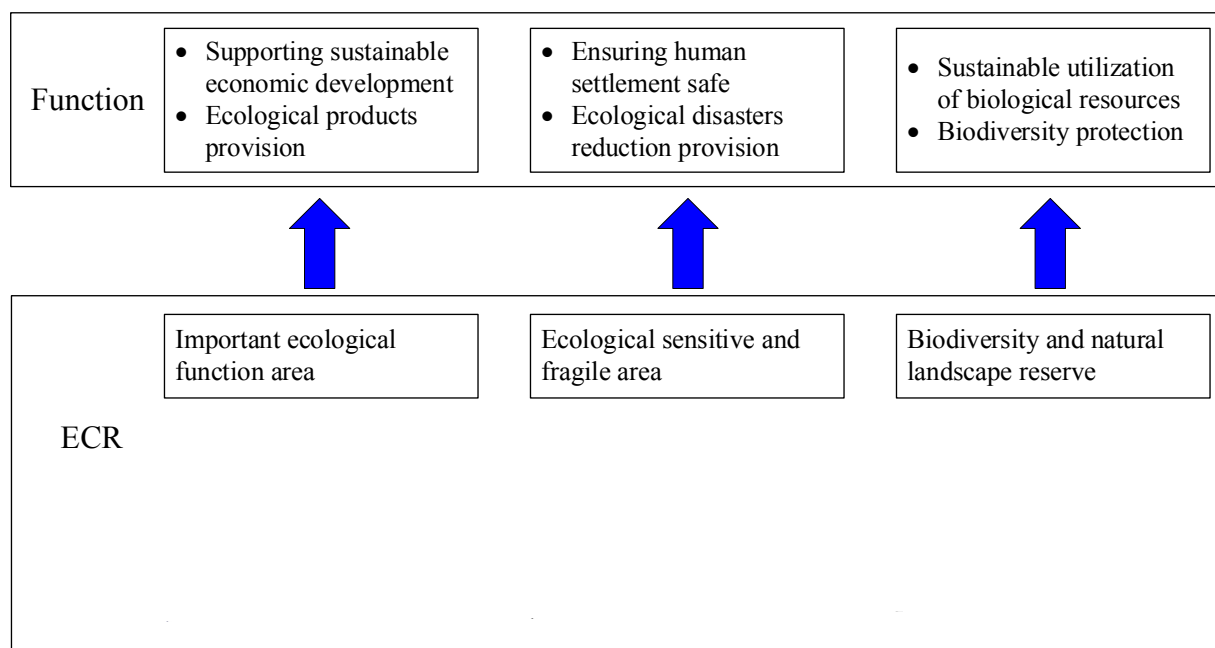 Function
• Supporting sustainable
economic development
• Ecological products
provision
• Ensuring human
settlement safe
• Ecological disasters
reduction provision
• Sustainable utilization
of biological resources
• Biodiversity protection
ECR
Important ecological
function area
Ecological sensitive and
fragile area
Biodiversity and natural
landscape reserve